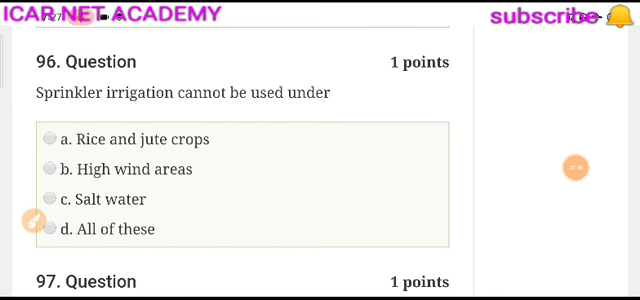 ICAR NET ACADEMY
subscribe
96. Question
1 points
Sprinkler irrigation cannot be used under
a. Rice and jute crops
b. High wind areas
c. Salt water
d. All of these
97. Question
1 points